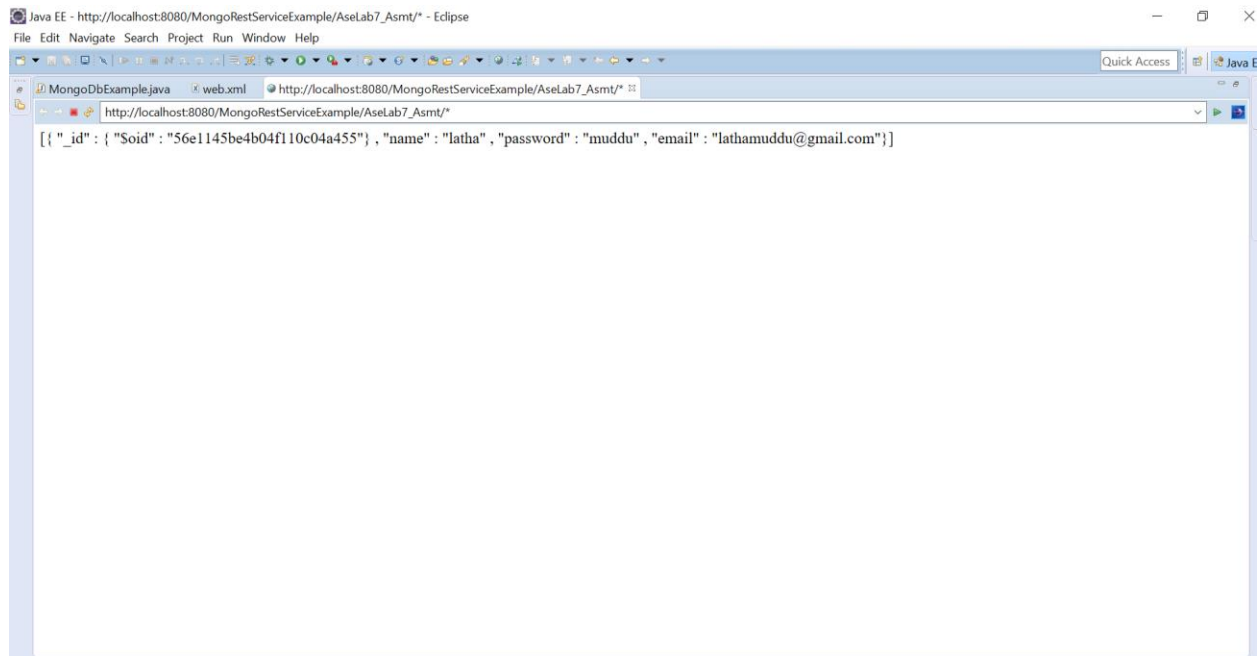 Java EE - http://localhost:8080/MongoRestServiceExample/AseLab7_Asmt/* - Eclipse
File Edit Navigate Search Project Run Window Help
Quick Access Java E
MongoDbExample.java web.xml http://localhost:8080/MongoRestServiceExample/AseLab7_Asmt/*
http://localhost:8080/MongoRestServiceExample/AseLab7_Asmt/*
[{ "_id" : { "$oid" : "56e1145be4b04f110c04a455"} , "name" : "latha" , "password" : "muddu" , "email" : "lathamuddu@gmail.com"}]